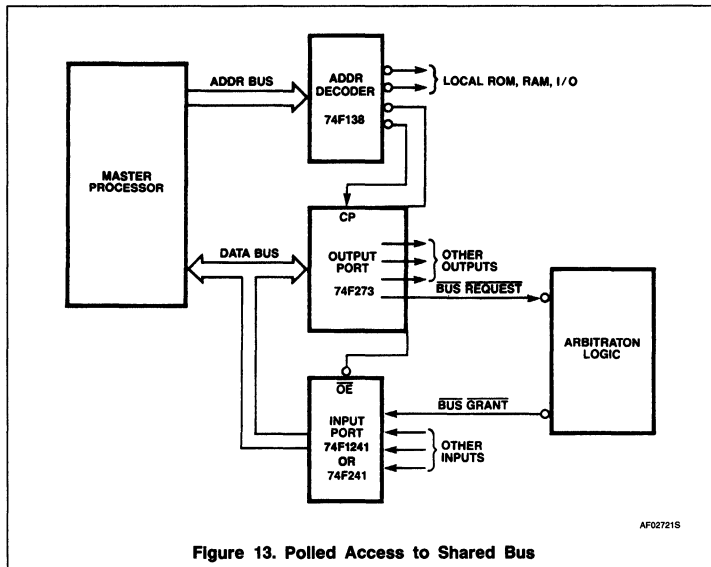 MASTER
PROCESSOR
ADDR BUS
ADDR
DECODER
74F138
LOCAL ROM, RAM, I/O
DATA BUS
CP
OUTPUT
PORT
74F273
OTHER
OUTPUTS
BUS REQUEST
ARBITRATON
LOGIC
OE
INPUT
PORT
74F1241
OR
74F241
BUS GRANT
OTHER
INPUTS
AF02721S
Figure 13. Polled Access to Shared Bus